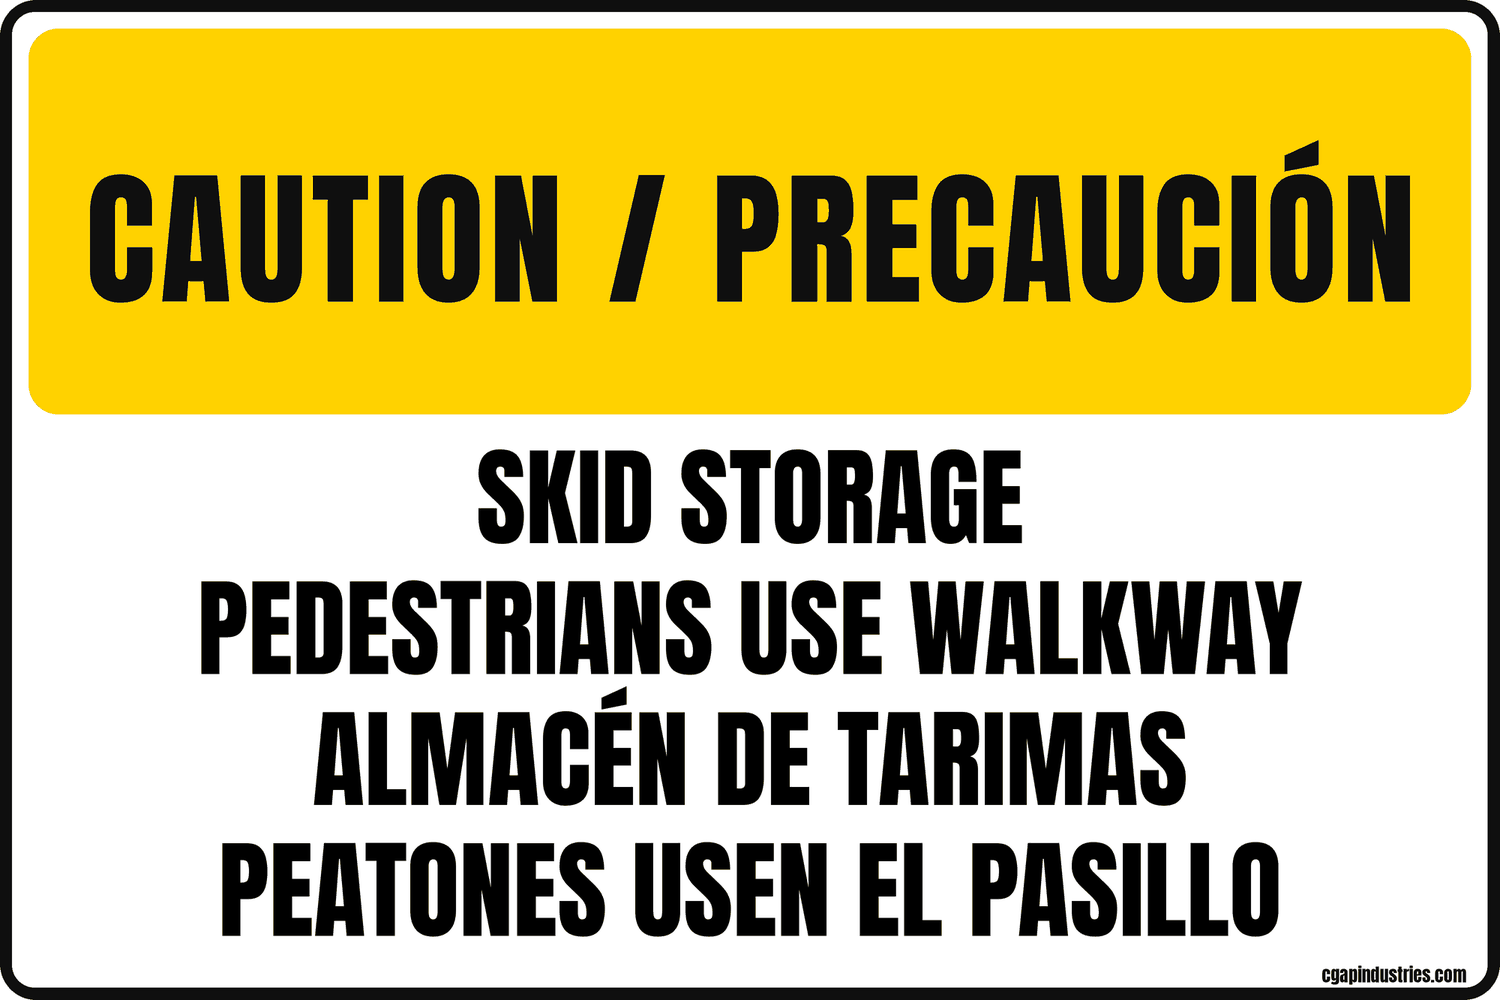 CAUTION / PRECAUCIÓN
SKID STORAGE
PEDESTRIANS USE WALKWAY
ALMACÉN DE TARIMAS
PEATONES USEN EL PASILLO
cgapindustries.com